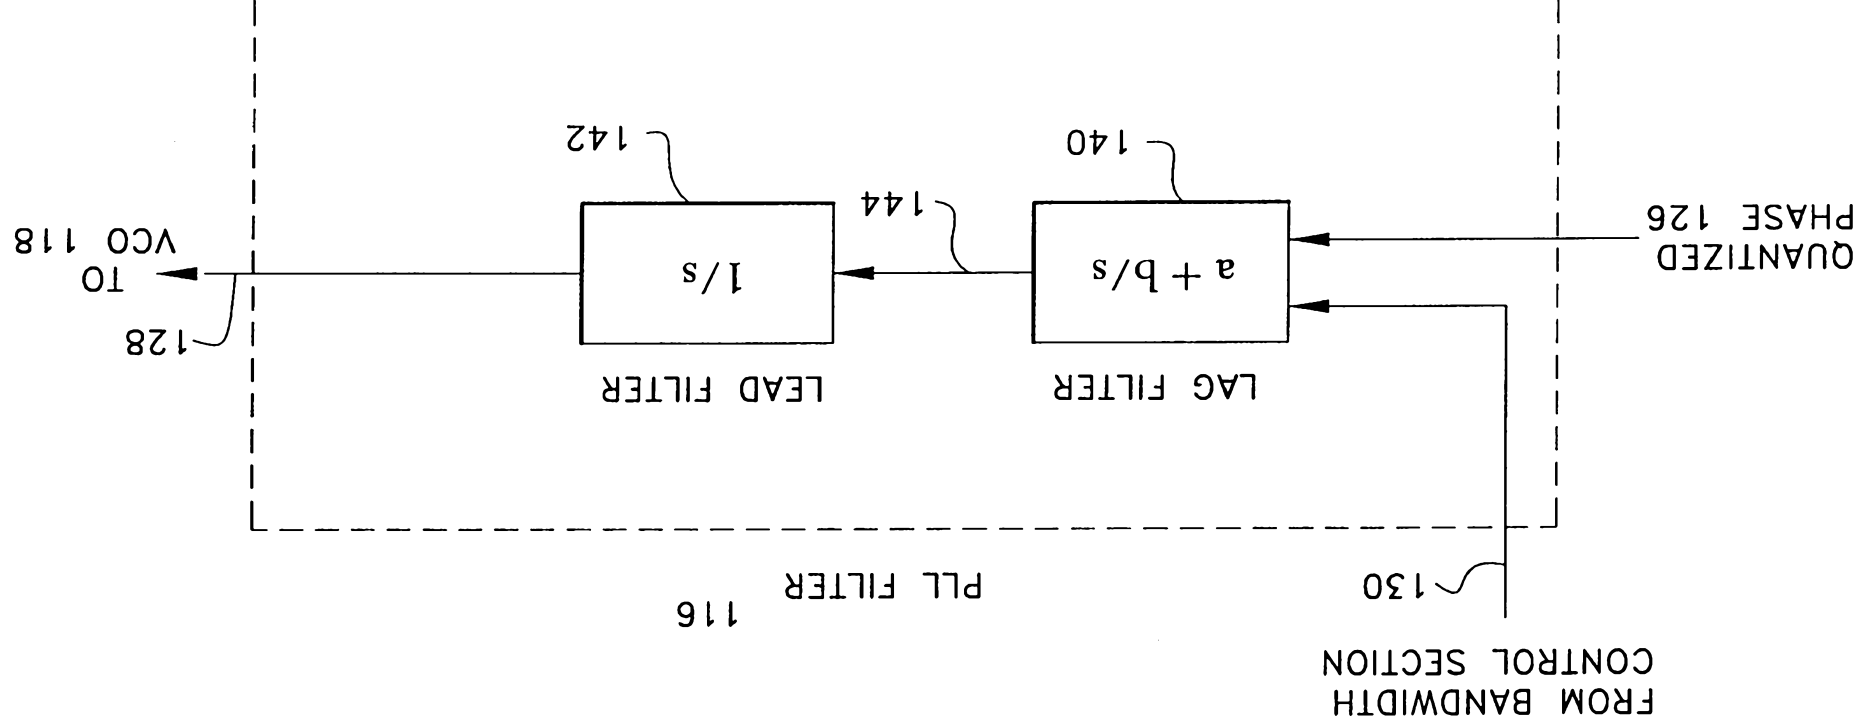 FROM BANDWIDTH
CONTROL SECTION
130
PLL FILTER
116
LAG FILTER
LEAD FILTER
128
QUANTIZED
PHASE 126
a + b/s
144
1/s
TO
VCO 118
140
142